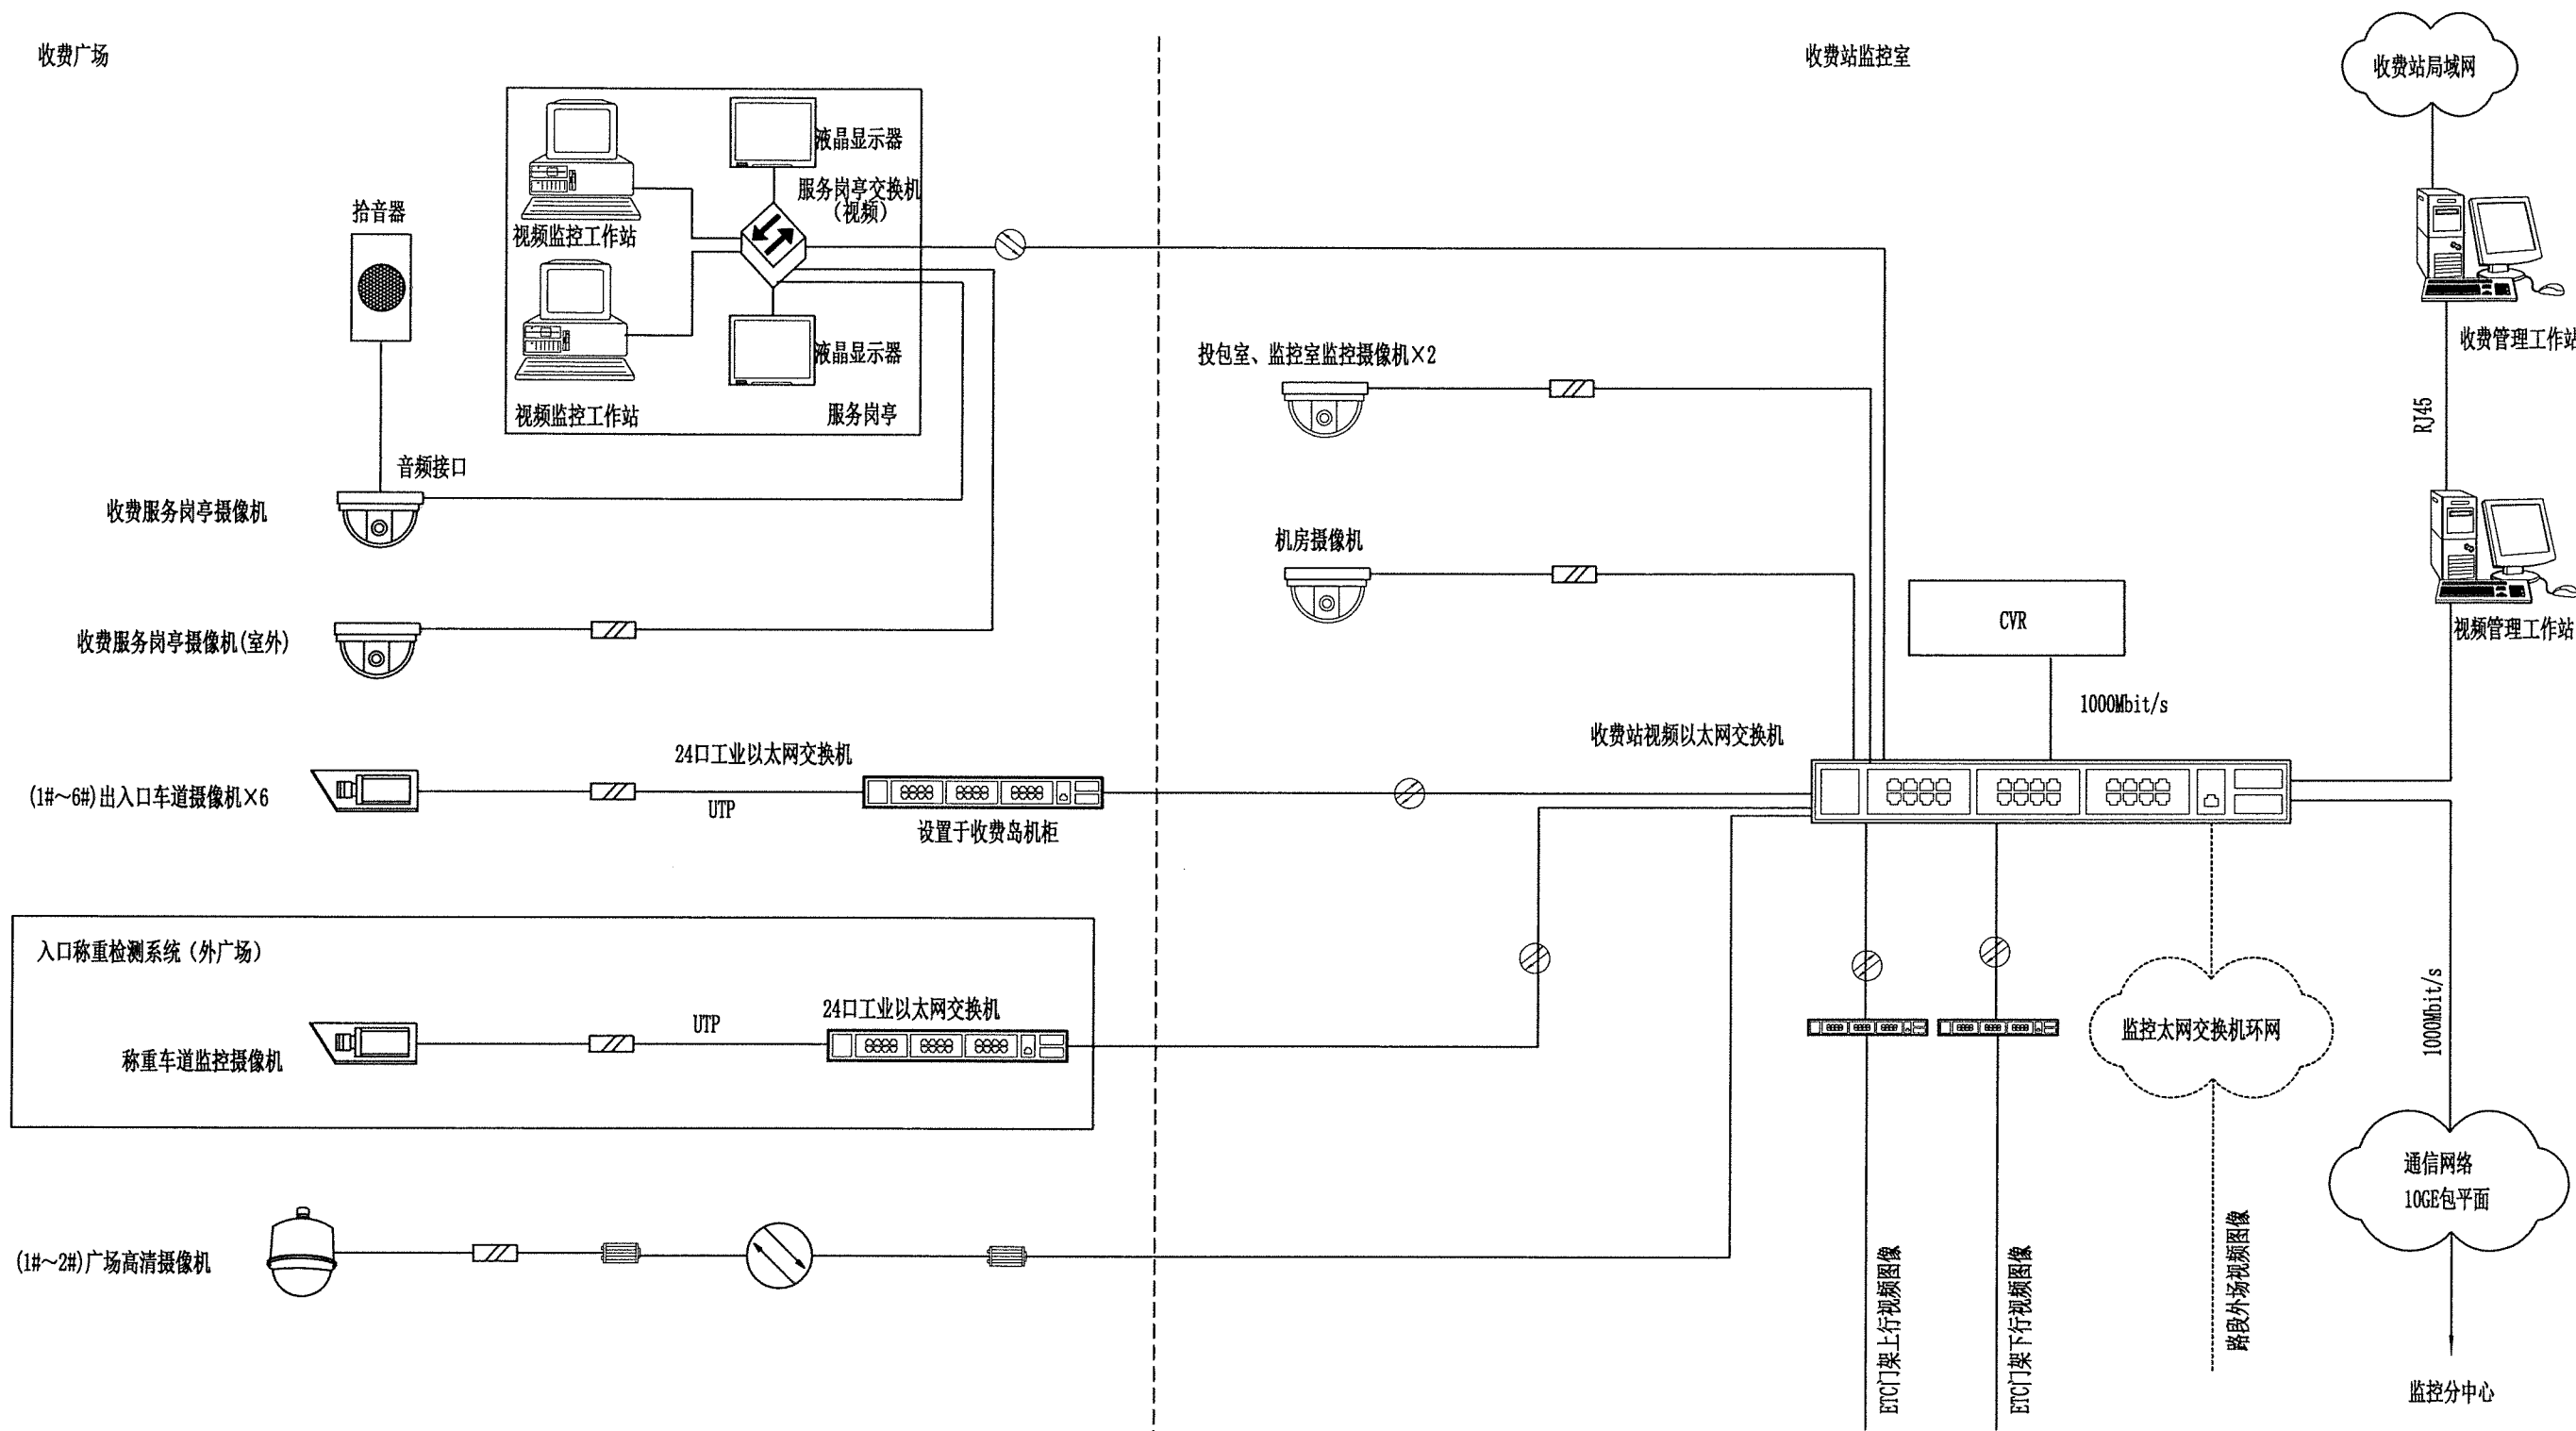 收费广场
收费站监控室
收费站局域网
液晶显示器
服务岗亭交换机
(视频)
拾音器
视频监控工作站
液晶显示器
视频监控工作站
服务岗亭
收费管理工作站
投包室、监控室监控摄像机×2
RJ45
音频接口
收费服务岗亭摄像机
机房摄像机
CVR
收费服务岗亭摄像机(室外)
视频管理工作站
1000Mbit/s
收费站视频以太网交换机
24口工业以太网交换机
(1#~6#)出入口车道摄像机×6
UTP
设置于收费岛机柜
入口称重检测系统（外广场）
24口工业以太网交换机
UTP
称重车道监控摄像机
监控太网交换机环网
1000Mbit/s
通信网络
10GE包平面
(1#~2#)广场高清摄像机
ETC门架上行视频图像
ETC门架下行视频图像
路段外场视频图像
监控分中心